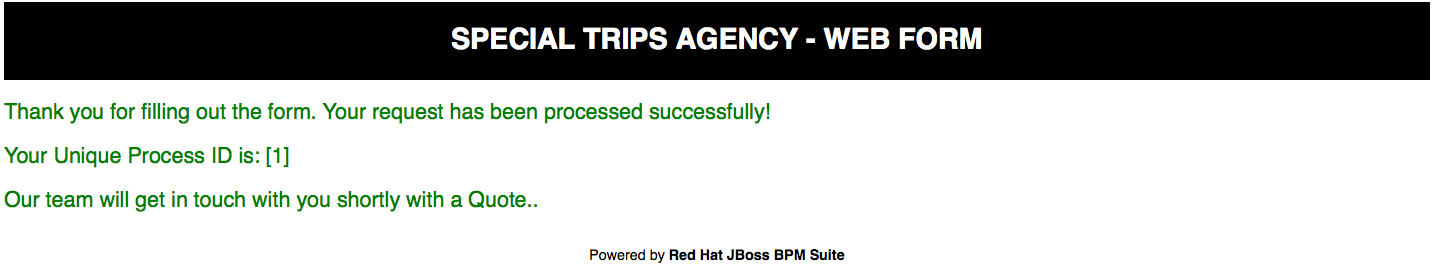 SPECIAL TRIPS AGENCY - WEB FORM
Thank you for filling out the form. Your request has been processed successfully!
Your Unique Process ID is: [1]
Our team will get in touch with you shortly with a Quote..
Powered by Red Hat JBoss BPM Suite